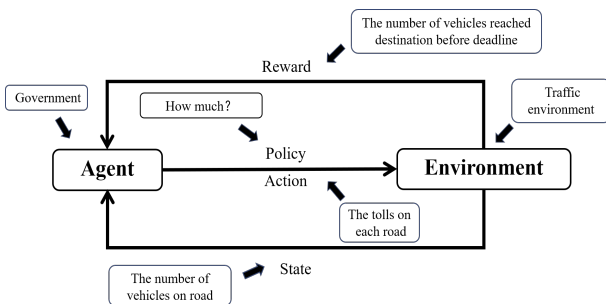 The number of vehicles reached
destination before deadline
Reward
Government
How much?
Traffic
environment
Policy
Agent
Environment
Action
The tolls on
each road
The number of
vehicles on road
State